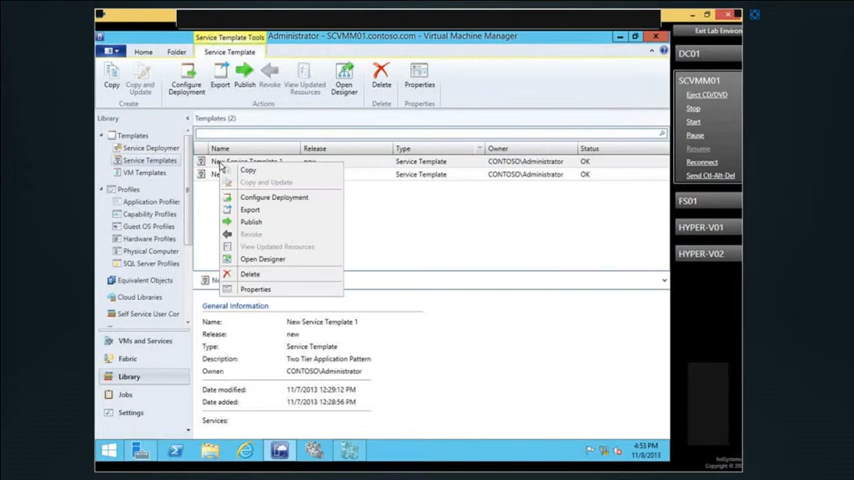 Service Template Tools
Administrator - SCVMM01.contoso.com - Virtual Machine Manager
Exit Lab Environ
Home
Folder
Service Template
DC01
Copy
Copy and Update
Configure Deployment
Export
Publish
Revoke
View Updated Resources
Open Designer
Delete
Properties
Create
Actions
Delete
Properties
SCVMM01
Eject CD/DVD
Stop
Start
Pause
Resume
Reconnect
Send Ctl-Alt-Del
FS01
HYPER-V01
HYPER-V02
Library
Templates
Service Deploymer
Service Templates
VM Templates
Profiles
Application Profiles
Capability Profiles
Guest OS Profiles
Hardware Profiles
Physical Computer
SQL Server Profiles
Equivalent Objects
Cloud Libraries
Self Service User Cor
VMs and Services
Fabric
Library
Jobs
Settings
Templates (2)
Name
Release
Type
Owner
Status
New Service Template 1
new
Service Template
CONTOSO\Administrator
OK
Service Template
CONTOSO\Administrator
OK
Copy
Copy and Update
Configure Deployment
Export
Publish
Revoke
View Updated Resources
Open Designer
Delete
Properties
General Information
Name: New Service Template 1
Release: new
Type: Service Template
Description: Two Tier Application Pattern
Owner: CONTOSO\Administrator
Date modified: 11/7/2013 12:29:12 PM
Date added: 11/7/2013 12:28:56 PM
Services:
4:53 PM
11/8/2013
Copyright ©